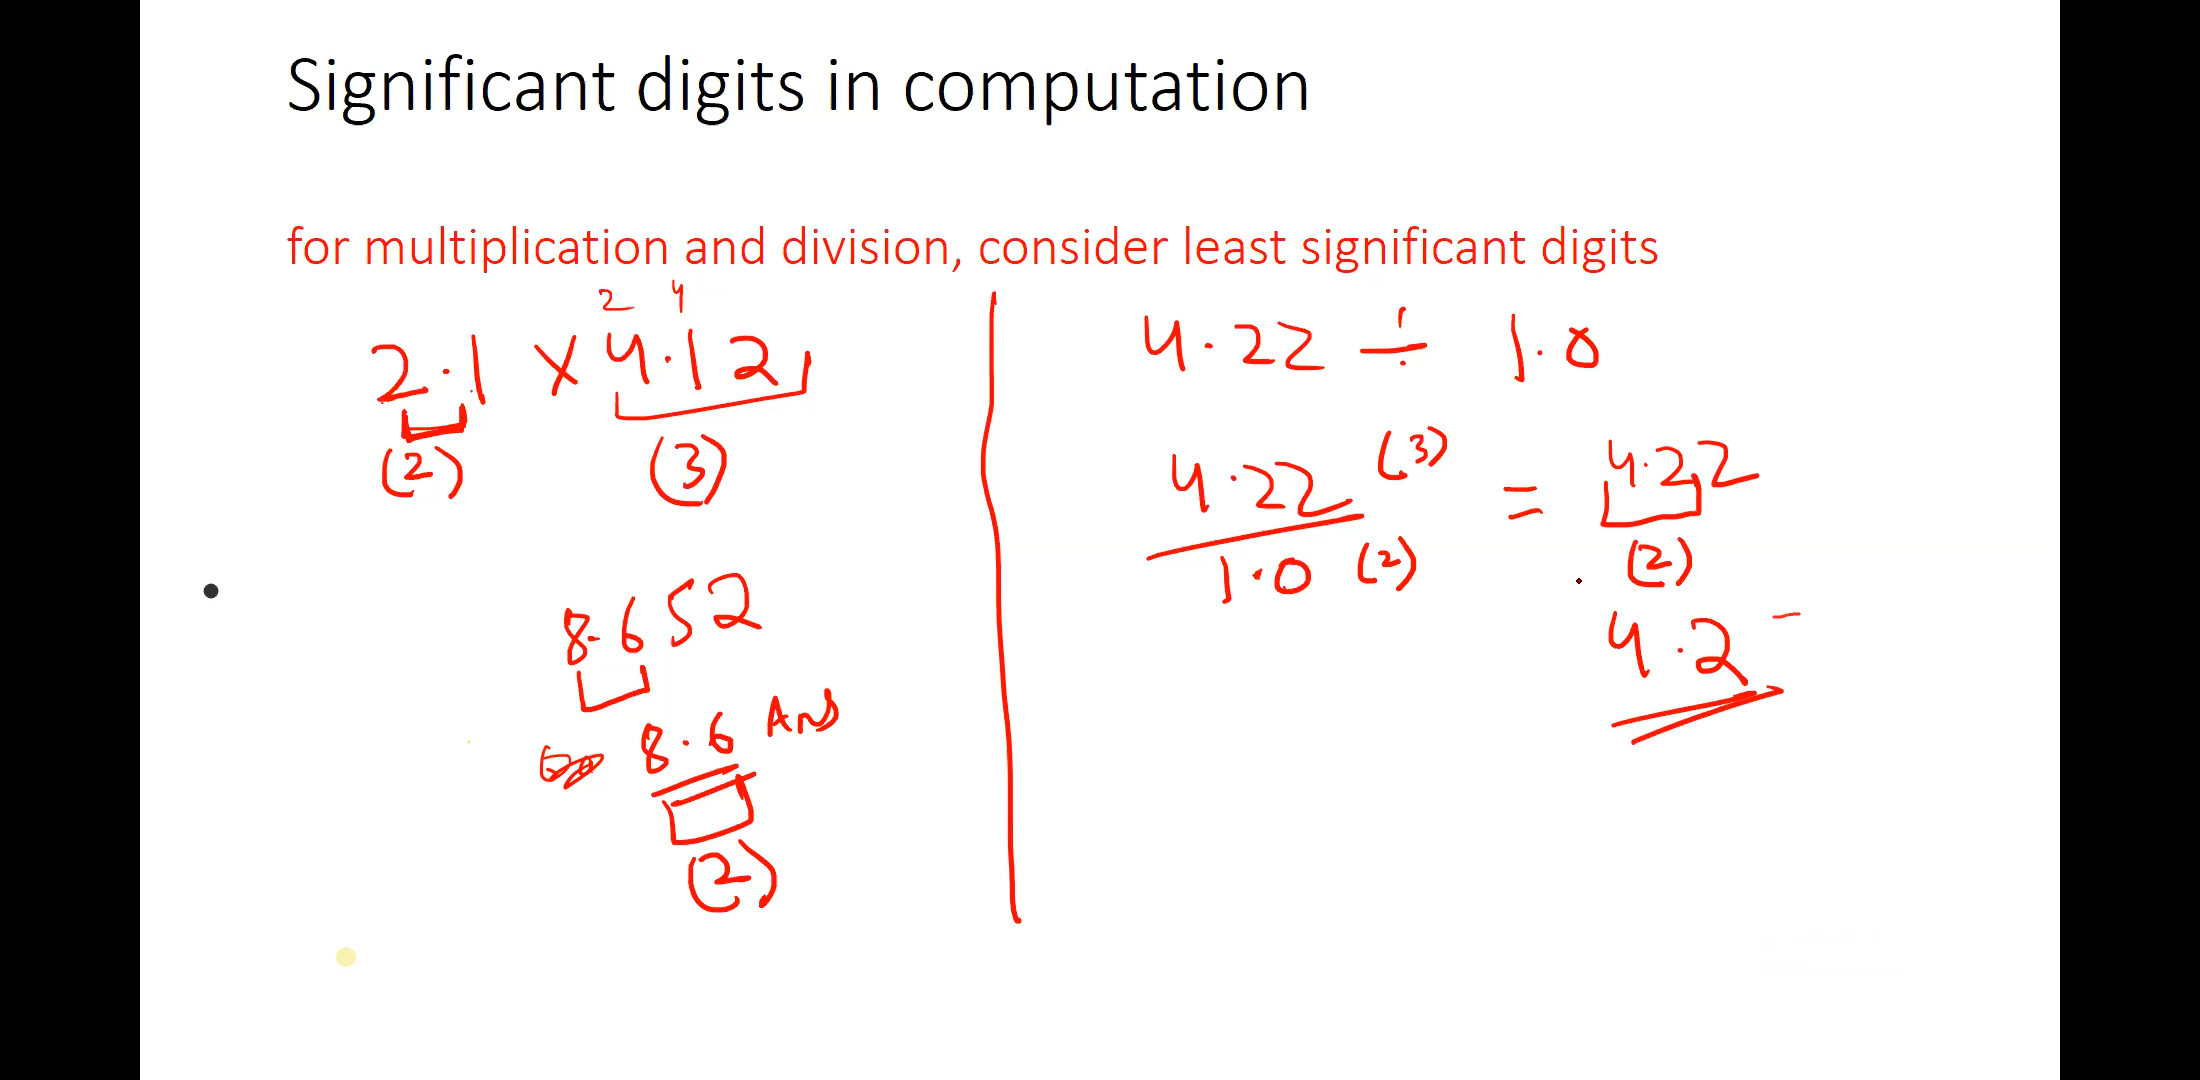 Significant digits in computation
for multiplication and division, consider least significant digits
2 4
2.1 × 4.12
(2) (3)
8.652
8.6 Ans
(2)
4.22 ÷ 1.0
4.22 (3) = 4.22
1.0 (2) (2)
4.2